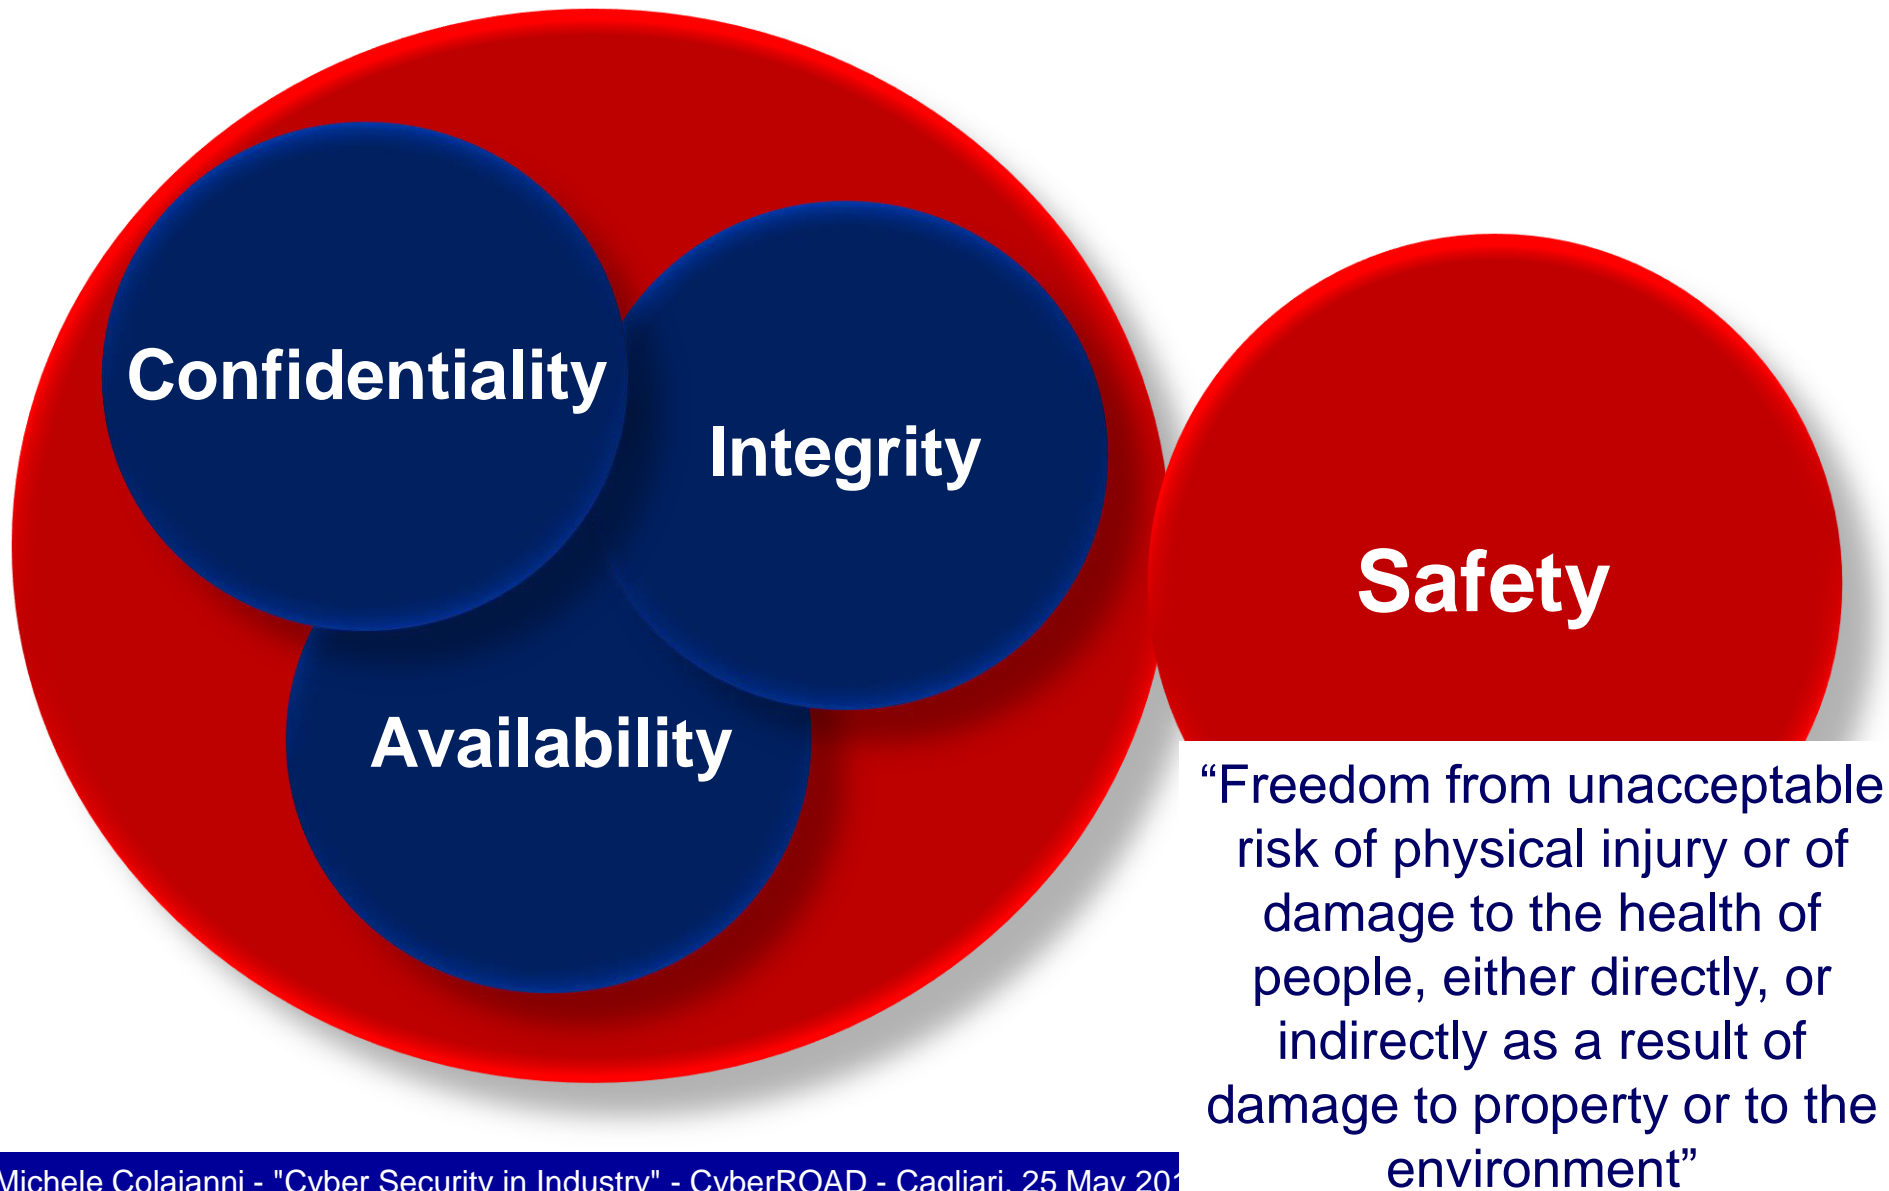 Confidentiality
Integrity
Availability
Safety
“Freedom from unacceptable
risk of physical injury or of
damage to the health of
people, either directly, or
indirectly as a result of
damage to property or to the
environment”
Michele Colajanni - "Cyber Security in Industry" - CyberROAD - Cagliari, 25 May 201